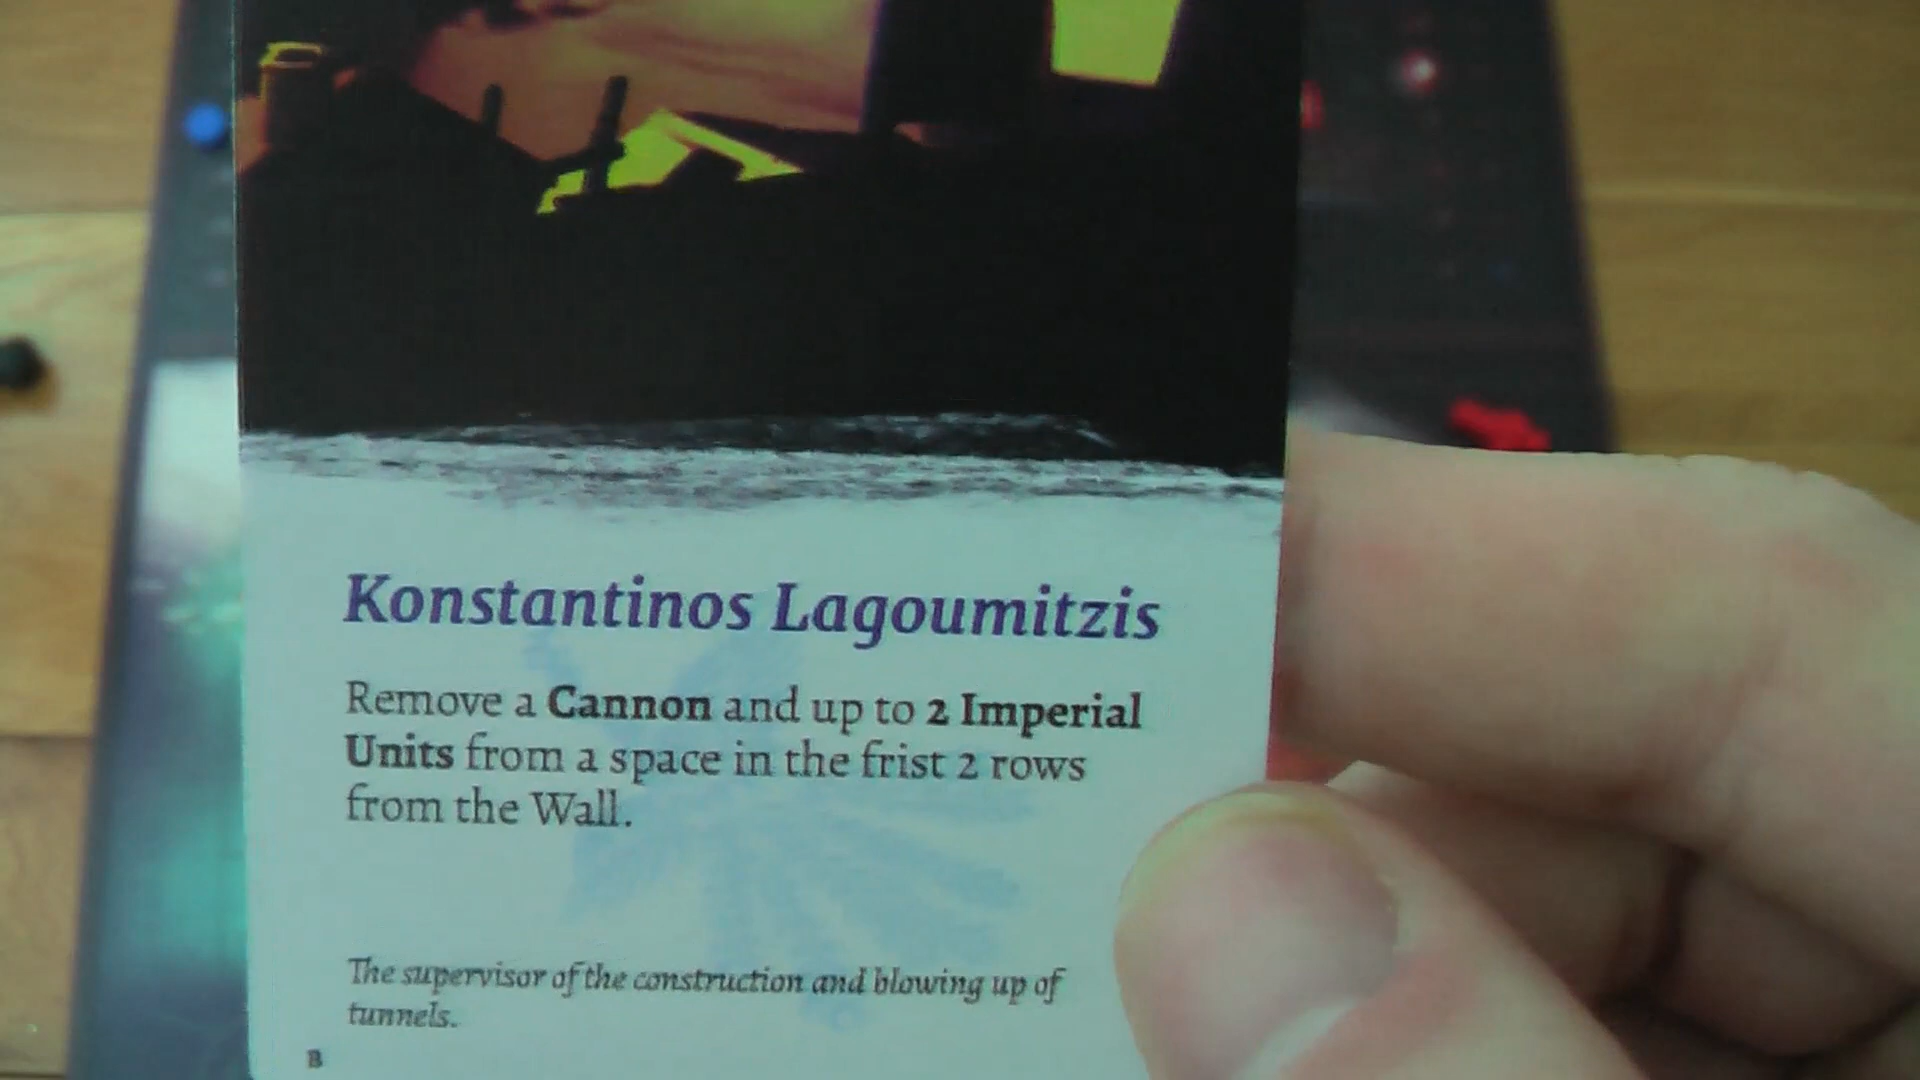 Konstantinos Lagoumitzis
Remove a Cannon and up to 2 Imperial
Units from a space in the frist 2 rows
from the Wall.
The supervisor of the construction and blowing up of
tunnels.
B